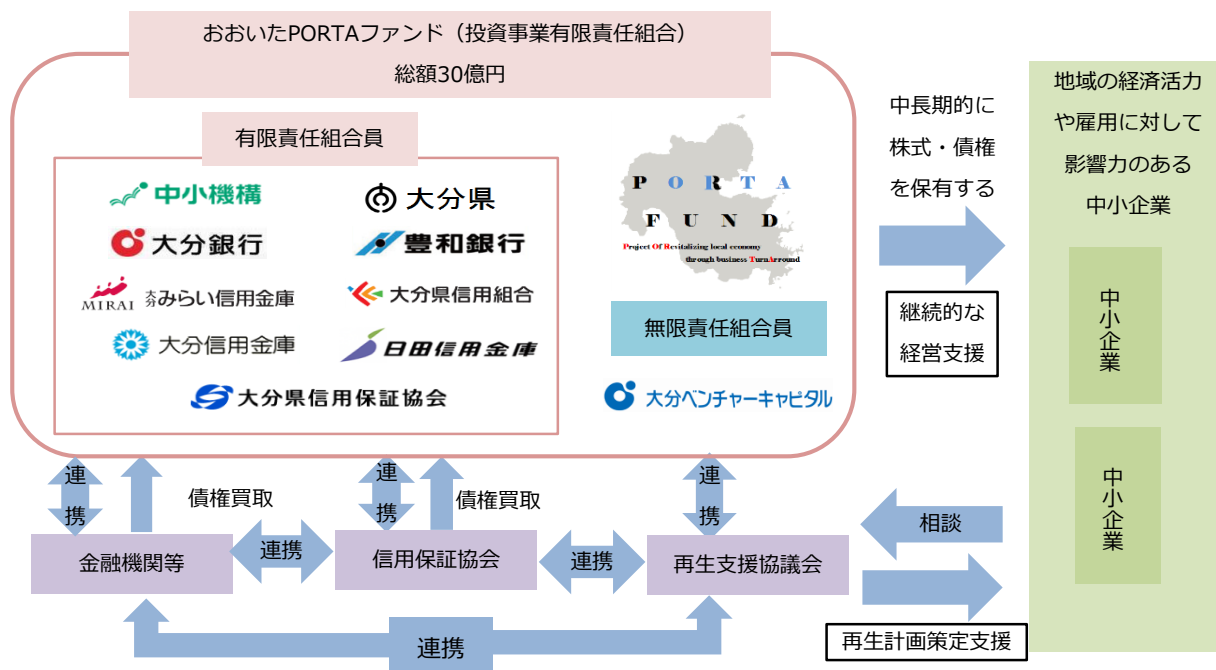 おおいたPORTAファンド（投資事業有限責任組合）
総額30億円
有限責任組合員
中小機構
大分県
大分銀行
豊和銀行
MIRAI 大分みらい信用金庫
大分県信用組合
大分信用金庫
日田信用金庫
大分県信用保証協会
PORTA
FUND
Project Of Revitalizing local economy
through business TurnArround
無限責任組合員
大分ベンチャーキャピタル
中長期的に
株式・債権
を保有する
継続的な
経営支援
地域の経済活力
や雇用に対して
影響力のある
中小企業
中小企業
中小企業
連携
債権買取
連携
債権買取
連携
金融機関等
連携
信用保証協会
連携
再生支援協議会
相談
再生計画策定支援
連携